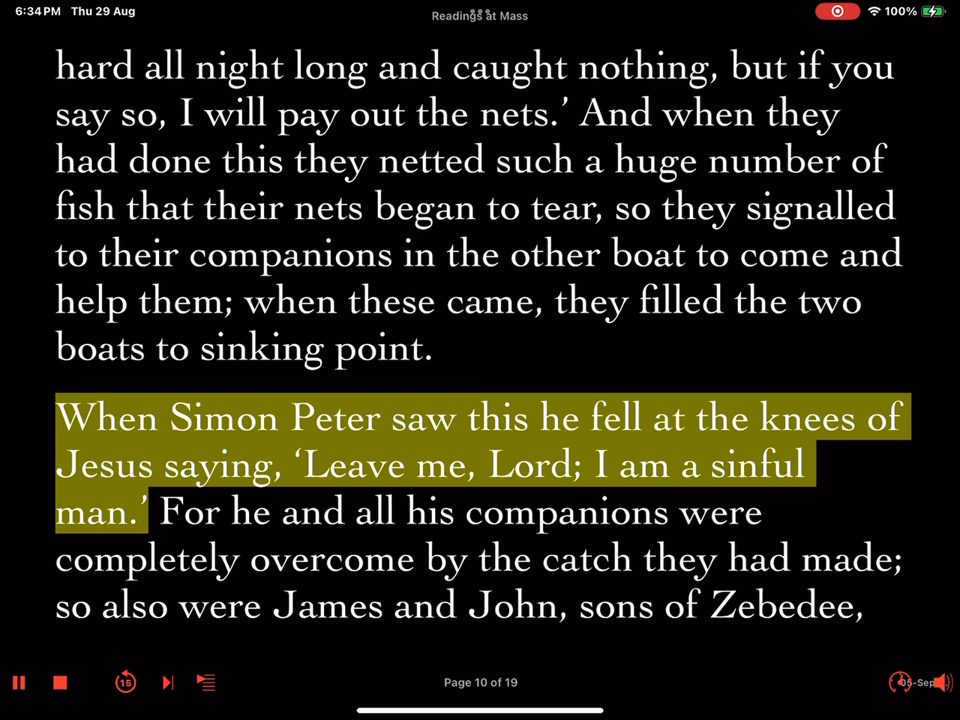 6:34 PM Thu 29 Aug
Readings at Mass
100%
hard all night long and caught nothing, but if you
say so, I will pay out the nets.’ And when they
had done this they netted such a huge number of
fish that their nets began to tear, so they signalled
to their companions in the other boat to come and
help them; when these came, they filled the two
boats to sinking point.
When Simon Peter saw this he fell at the knees of
Jesus saying, ‘Leave me, Lord; I am a sinful
man.’ For he and all his companions were
completely overcome by the catch they had made;
so also were James and John, sons of Zebedee,
15
Page 10 of 19